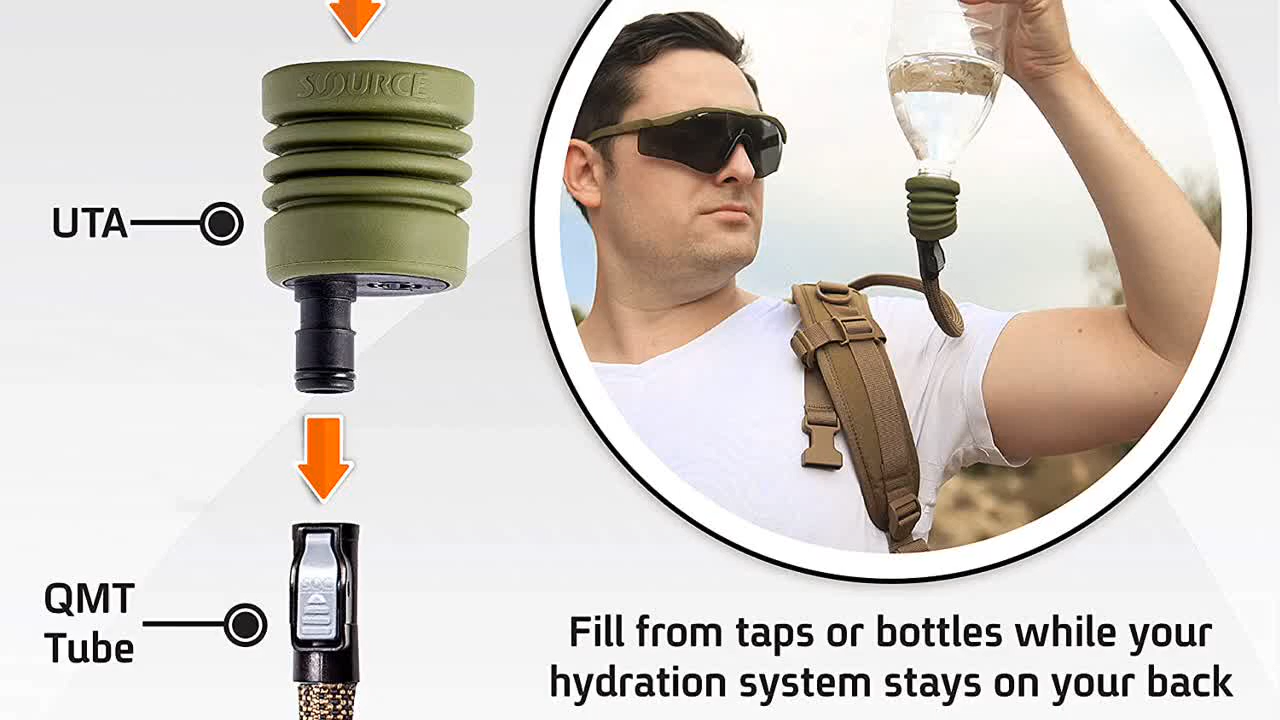 SOURCE
UTA
QMT
Tube
Fill from taps or bottles while your
hydration system stays on your back